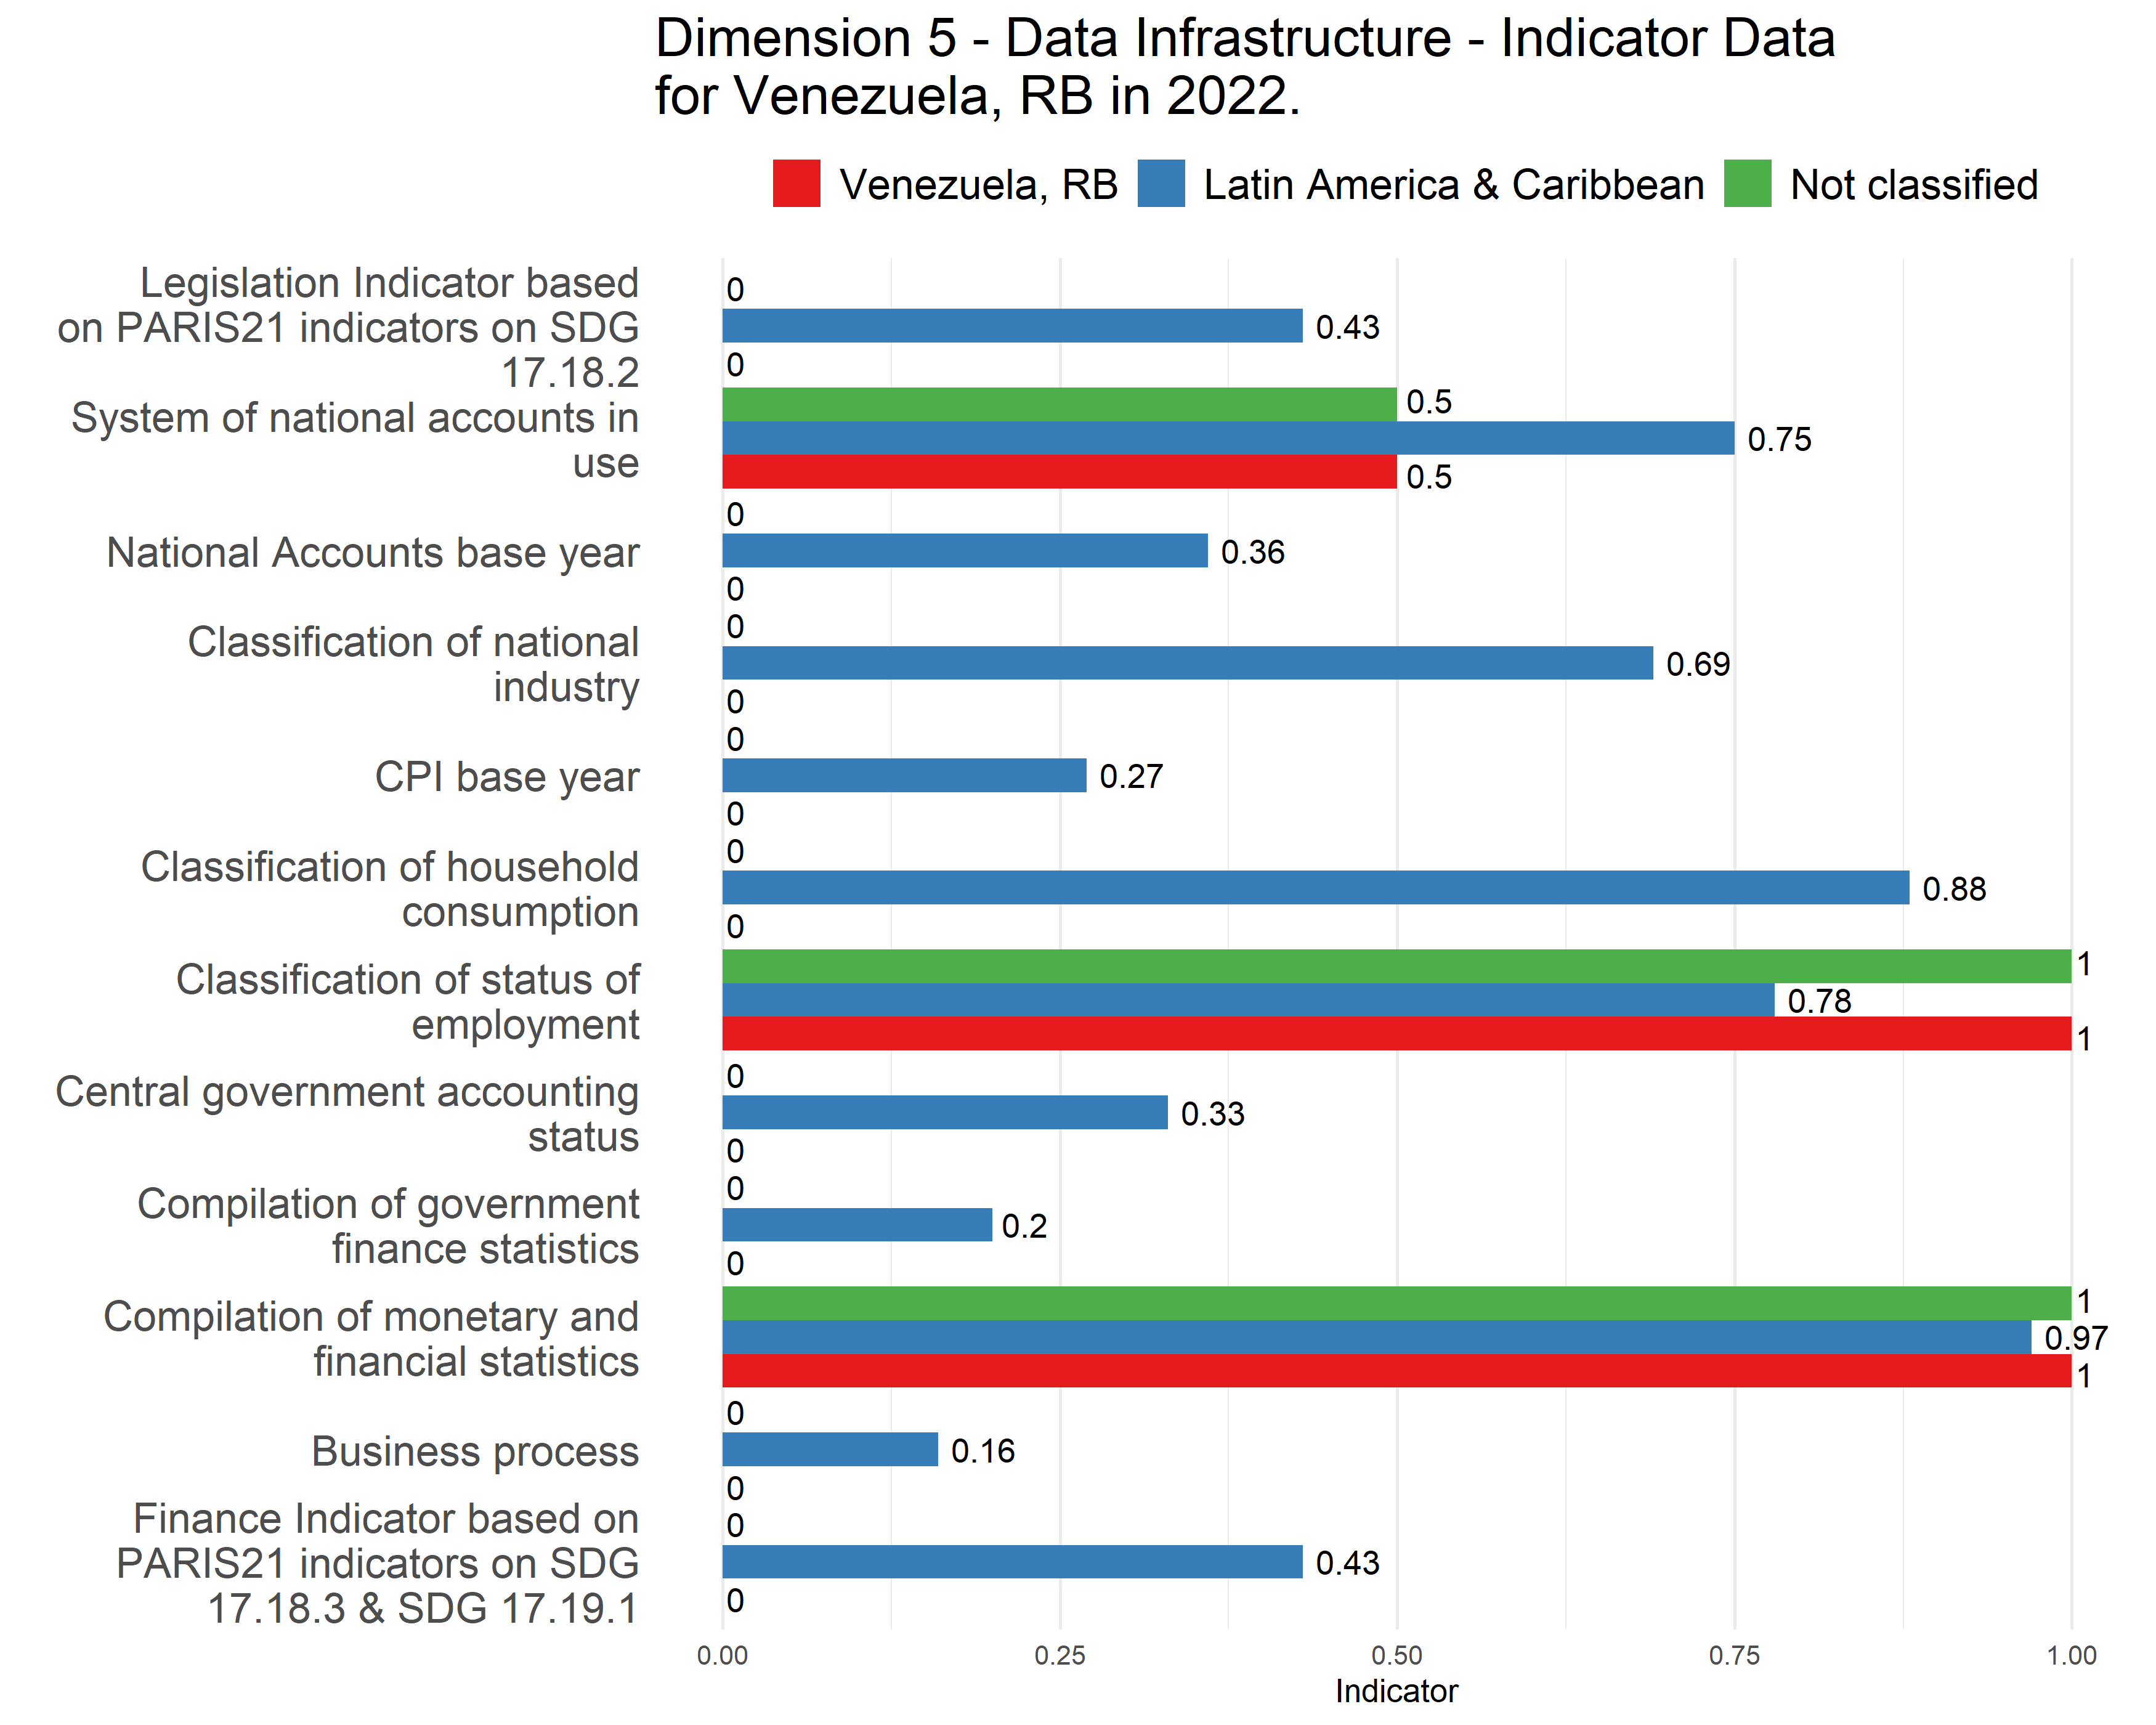 Dimension 5 - Data Infrastructure - Indicator Data
for Venezuela, RB in 2022.
Venezuela, RB
Latin America & Caribbean
Not classified
Legislation Indicator based
on PARIS21 indicators on SDG
17.18.2
0
0.43
0
System of national accounts in
use
0.5
0.75
0.5
National Accounts base year
0
0.36
0
Classification of national
industry
0
0.69
0
CPI base year
0
0.27
0
Classification of household
consumption
0
0.88
0
Classification of status of
employment
1
0.78
1
Central government accounting
status
0
0.33
0
Compilation of government
finance statistics
0
0.2
0
Compilation of monetary and
financial statistics
1
0.97
1
Business process
0
0.16
0
Finance Indicator based on
PARIS21 indicators on SDG
17.18.3 & SDG 17.19.1
0
0.43
0
0.00
0.25
0.50
0.75
1.00
Indicator